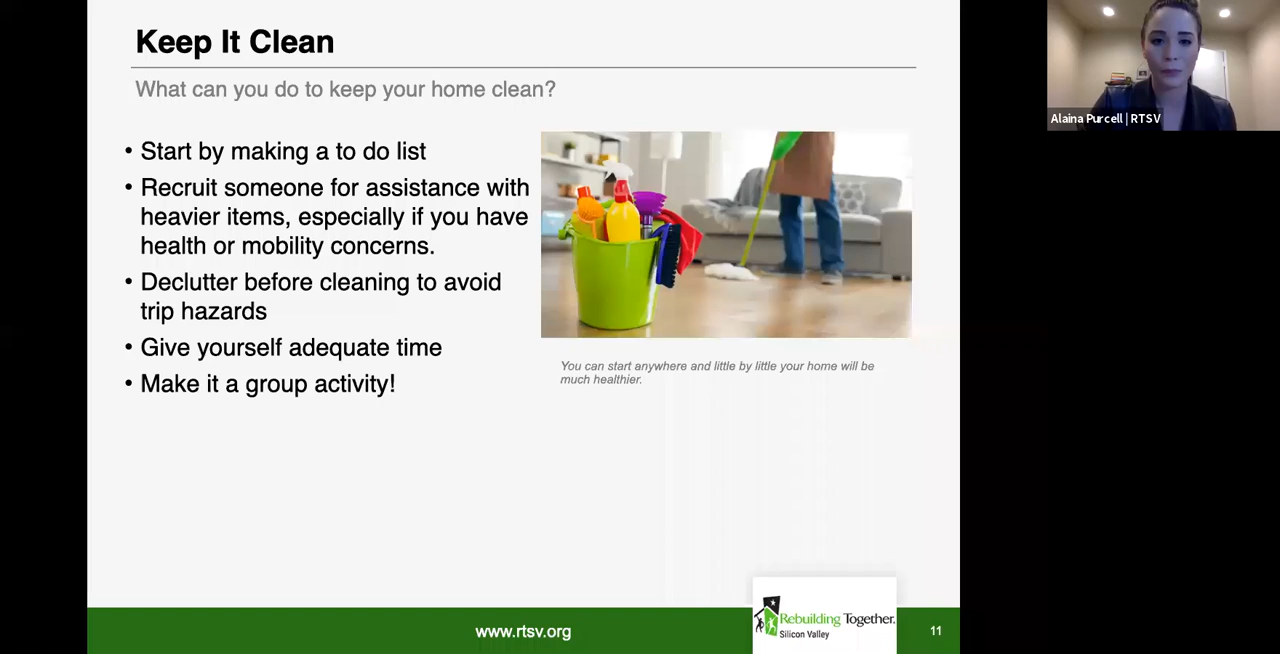 Keep It Clean
What can you do to keep your home clean?
• Start by making a to do list
• Recruit someone for assistance with
heavier items, especially if you have
health or mobility concerns.
• Declutter before cleaning to avoid
trip hazards
• Give yourself adequate time
• Make it a group activity!
You can start anywhere and little by little your home will be
much healthier.
www.rtsv.org
Rebuilding Together.
Silicon Valley
11
Alaina Purcell | RTSV